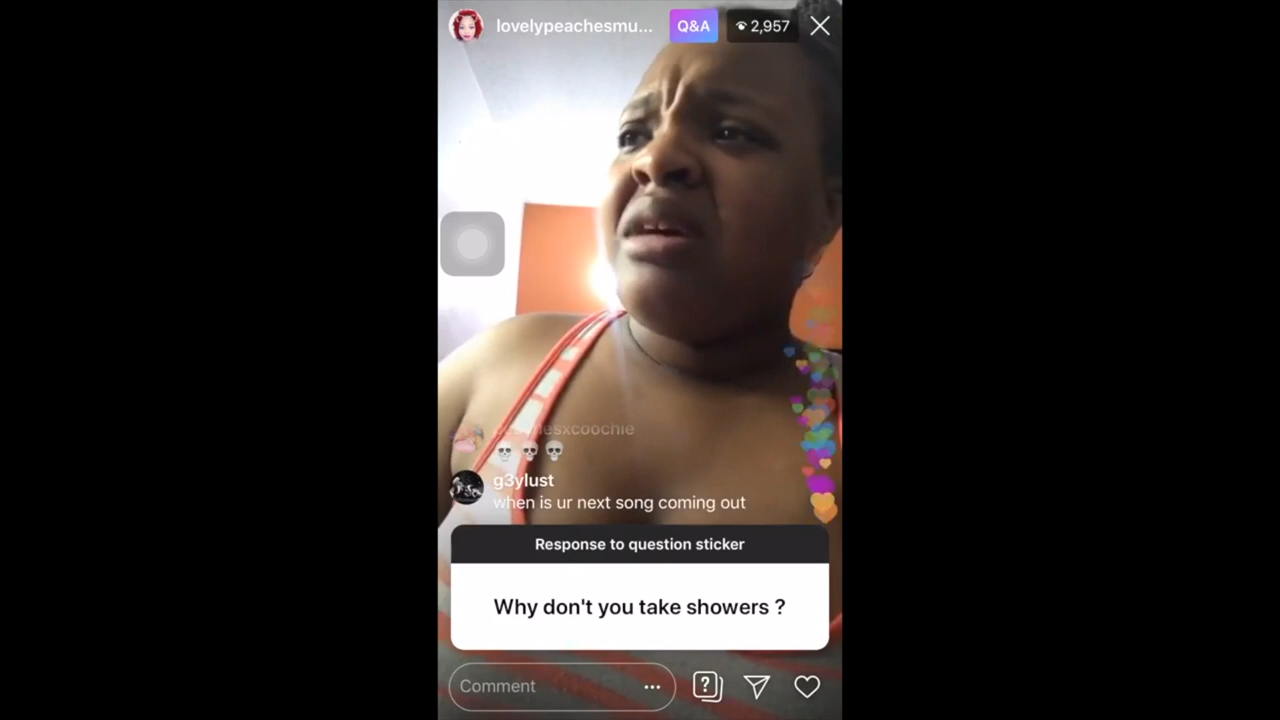 lovelypeachesmu...
Q&A
2,957
g3ylust
when is ur next song coming out
Response to question sticker
Why don't you take showers ?
Comment